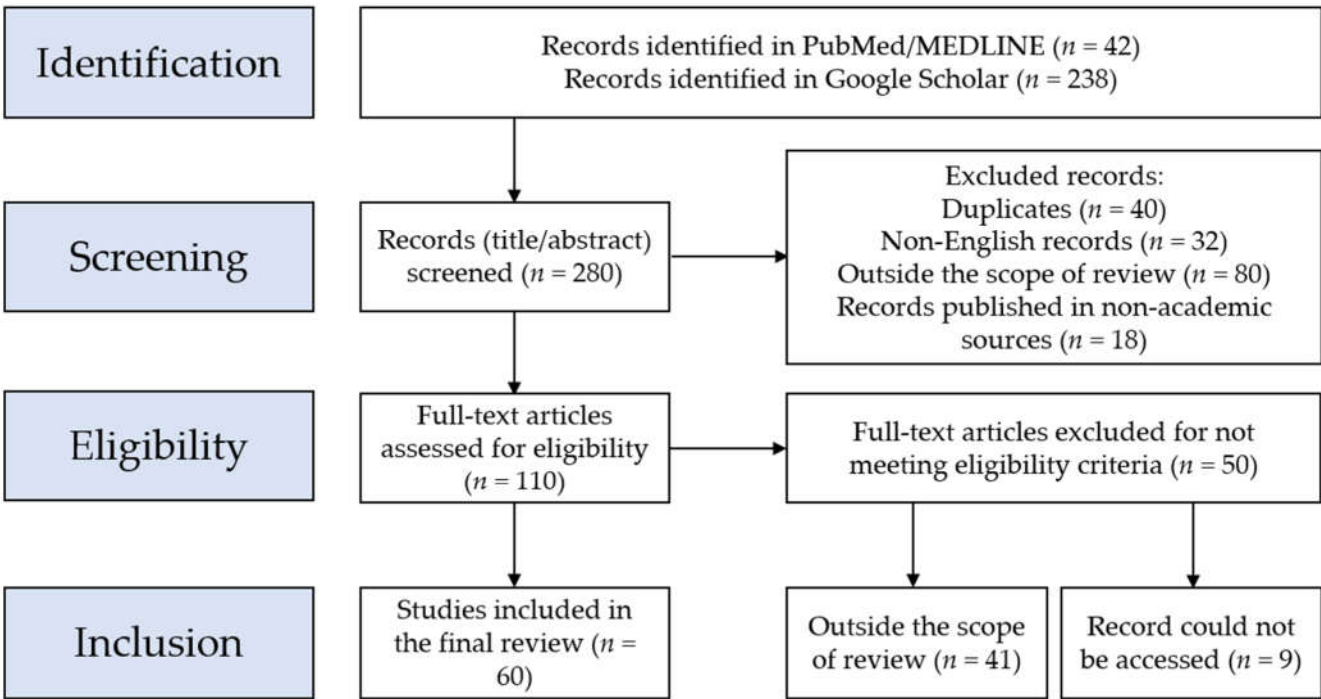 Identification
Records identified in PubMed/MEDLINE (n = 42)
Records identified in Google Scholar (n = 238)
Screening
Records (title/abstract)
screened (n = 280)
Excluded records:
Duplicates (n = 40)
Non-English records (n = 32)
Outside the scope of review (n = 80)
Records published in non-academic
sources (n = 18)
Eligibility
Full-text articles
assessed for eligibility
(n = 110)
Full-text articles excluded for not
meeting eligibility criteria (n = 50)
Inclusion
Studies included in
the final review (n =
60)
Outside the scope
of review (n = 41)
Record could not
be accessed (n = 9)